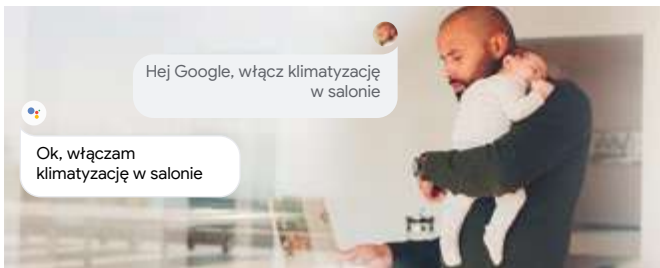 Hej Google, włącz klimatyzację
w salonie
Ok, włączam
klimatyzację w salonie